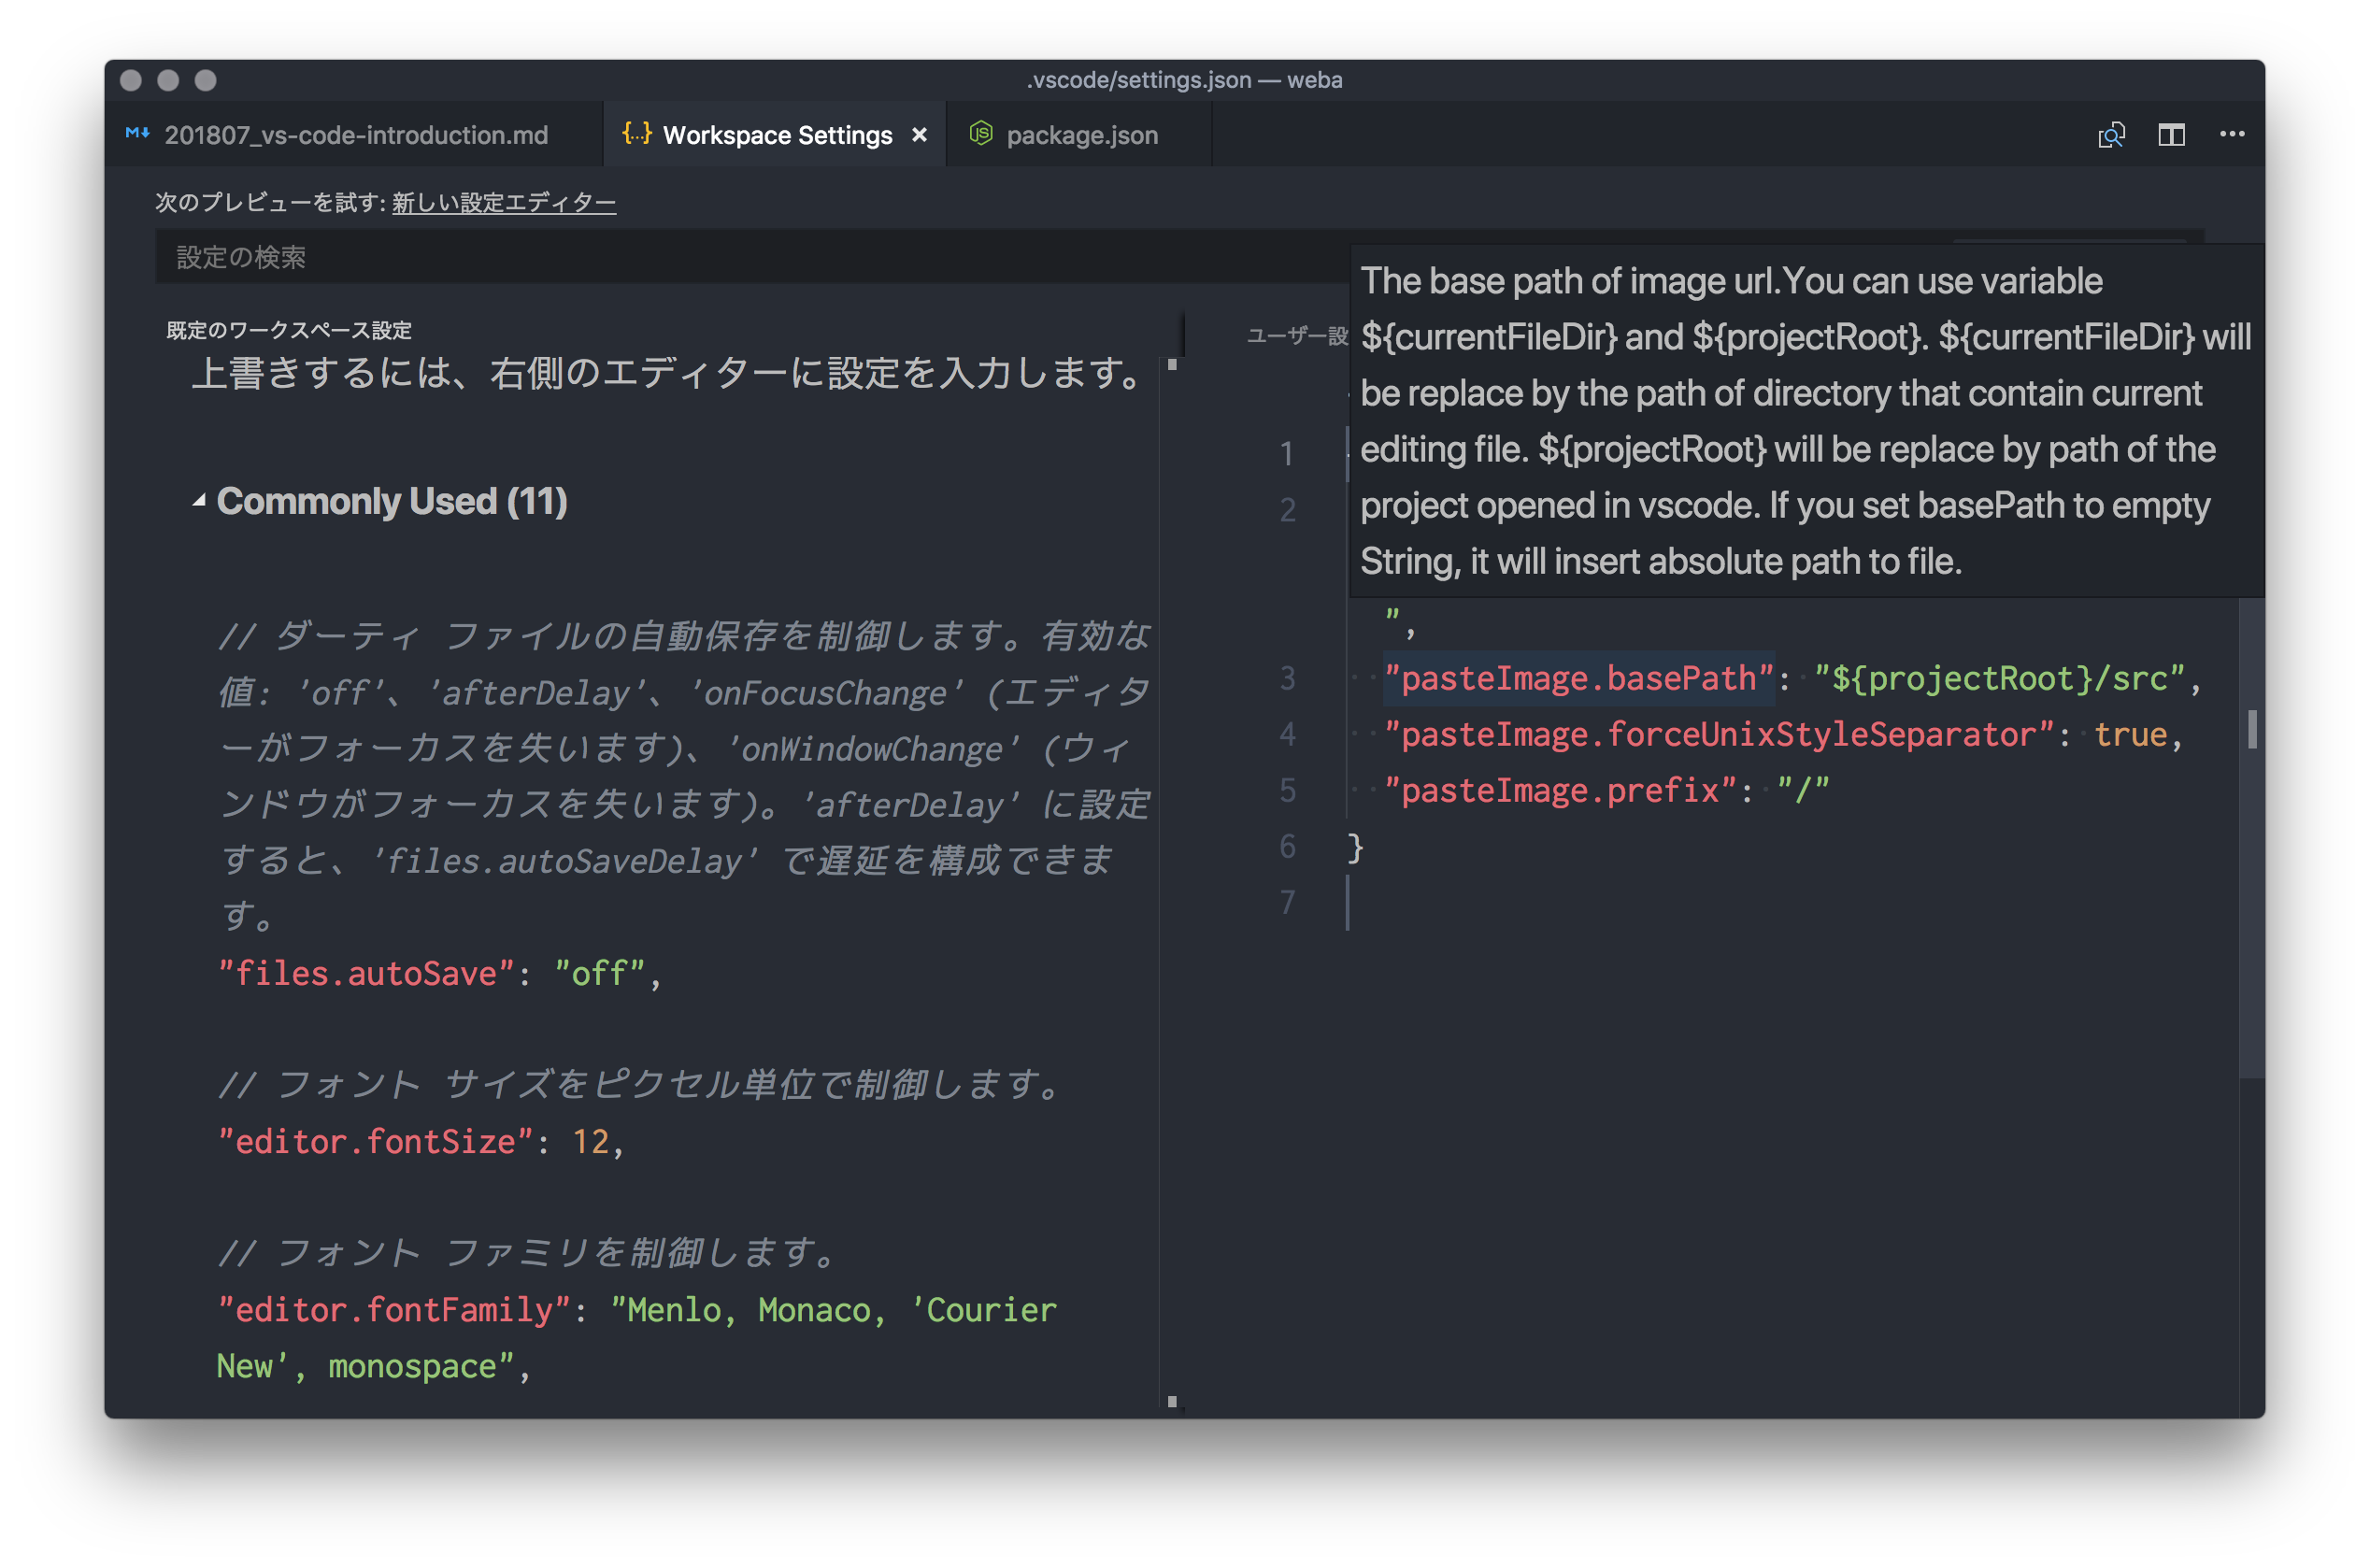 .vscode/settings.json — weba
201807_vs-code-introduction.md
{...} Workspace Settings ×
JS package.json
次のプレビューを試す: 新しい設定エディター
設定の検索
既定のワークスペース設定
上書きするには、右側のエディターに設定を入力します。
Commonly Used (11)
// ダーティ ファイルの自動保存を制御します。有効な
値: 'off'、'afterDelay'、'onFocusChange' (エディタ
ーがフォーカスを失います)、'onWindowChange' (ウィ
ンドウがフォーカスを失います)。'afterDelay' に設定
すると、'files.autoSaveDelay' で遅延を構成できま
す。
"files.autoSave": "off",
// フォント サイズをピクセル単位で制御します。
"editor.fontSize": 12,
// フォント ファミリを制御します。
"editor.fontFamily": "Menlo, Monaco, 'Courier
New', monospace",
ユーザー設
The base path of image url.You can use variable
${currentFileDir} and ${projectRoot}. ${currentFileDir} will
be replace by the path of directory that contain current
editing file. ${projectRoot} will be replace by path of the
project opened in vscode. If you set basePath to empty
String, it will insert absolute path to file.
1
2
",
3 "pasteImage.basePath": "${projectRoot}/src",
4 "pasteImage.forceUnixStyleSeparator": true,
5 "pasteImage.prefix": "/"
6 }
7